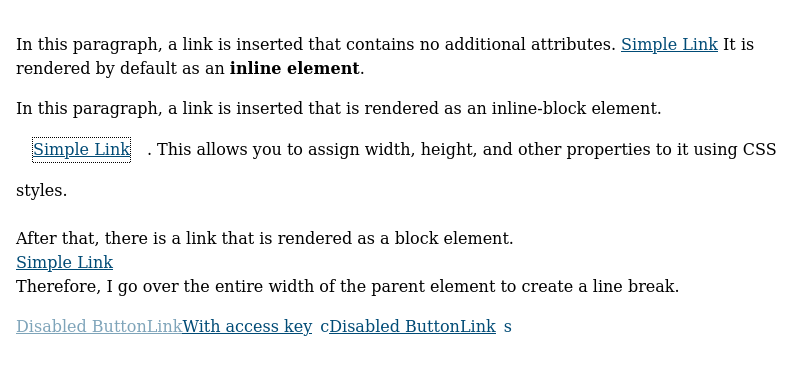 In this paragraph, a link is inserted that contains no additional attributes. Simple Link It is
rendered by default as an inline element.
In this paragraph, a link is inserted that is rendered as an inline-block element.
Simple Link . This allows you to assign width, height, and other properties to it using CSS
styles.
After that, there is a link that is rendered as a block element.
Simple Link
Therefore, I go over the entire width of the parent element to create a line break.
Disabled ButtonLinkWith access key cDisabled ButtonLink s